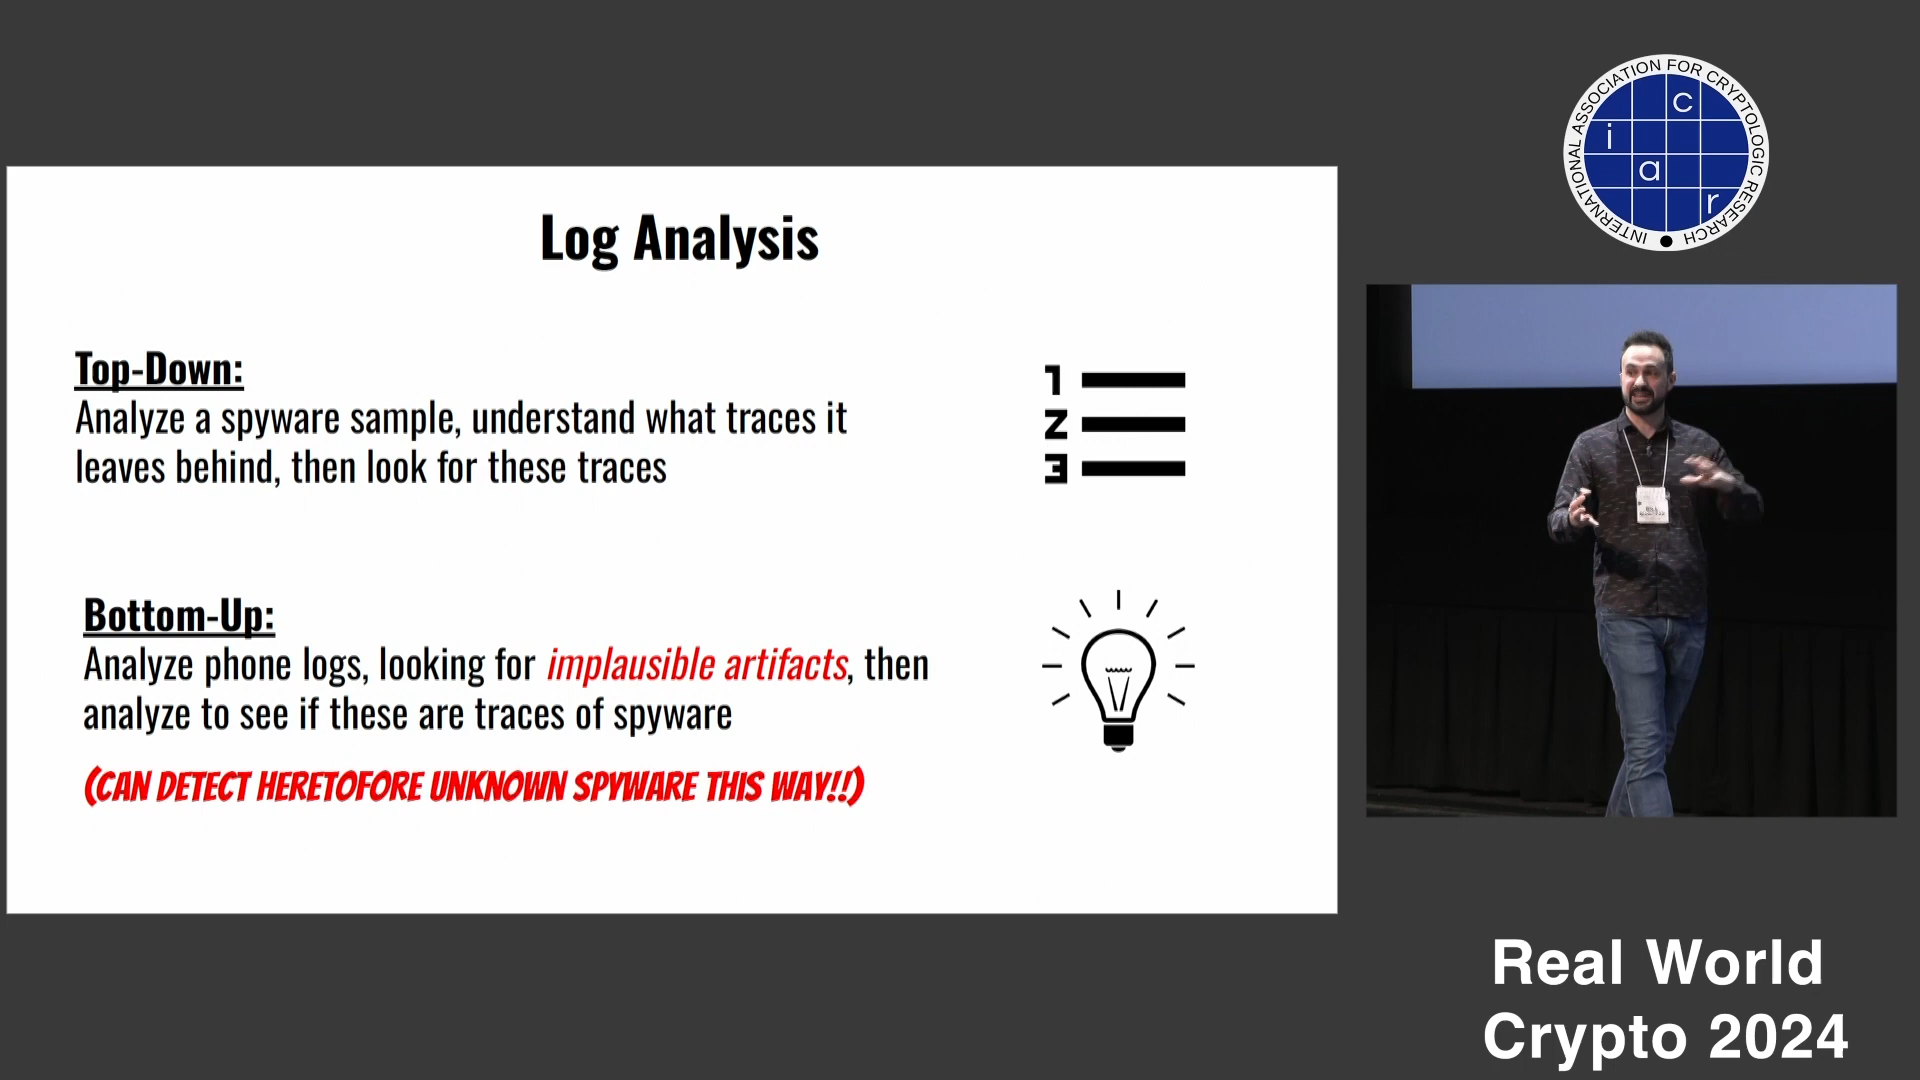 INTERNATIONAL ASSOCIATION FOR CRYPTOLOGIC RESEARCH
c
i
a
r
Log Analysis
Top-Down:
Analyze a spyware sample, understand what traces it
leaves behind, then look for these traces
1
2
3
Bottom-Up:
Analyze phone logs, looking for implausible artifacts, then
analyze to see if these are traces of spyware
(CAN DETECT HERETOFORE UNKNOWN SPYWARE THIS WAY!!)
Real World
Crypto 2024